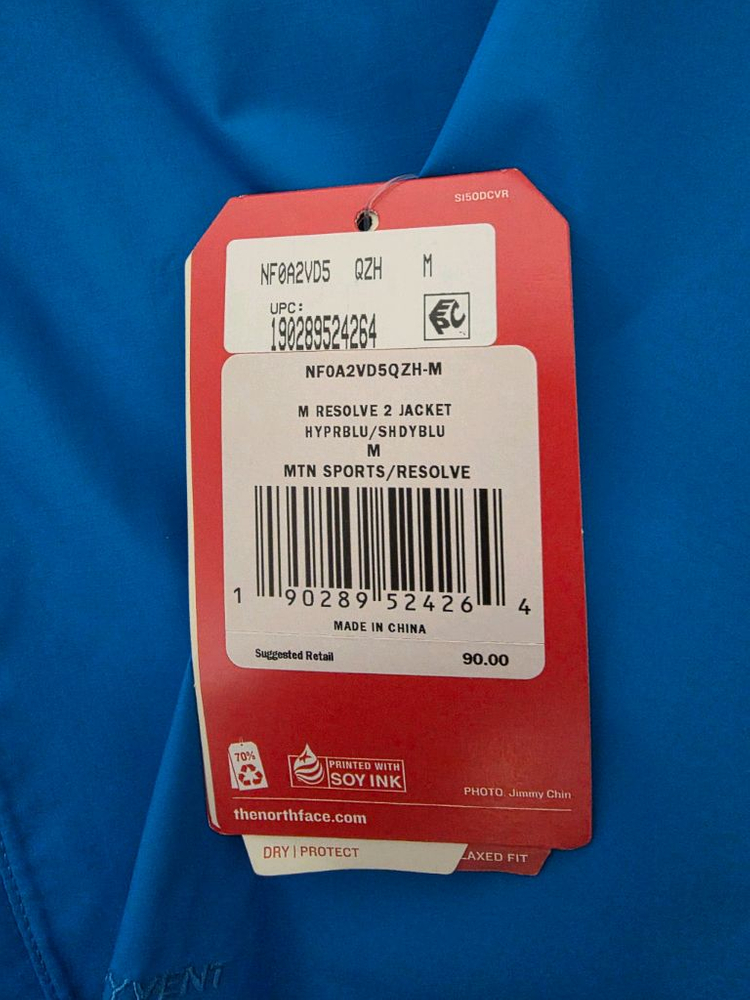 SI50DCVR
NF0A2VD5 QZH M
UPC:
190289524264
EPC
NF0A2VD5QZH-M
M RESOLVE 2 JACKET
HYPRBLU/SHDYBLU
M
MTN SPORTS/RESOLVE
1 90289 52426 4
MADE IN CHINA
Suggested Retail 90.00
70%
PRINTED WITH
SOY INK
PHOTO. Jimmy Chin
thenorthface.com
DRY | PROTECT
LAXED FIT
YVENT